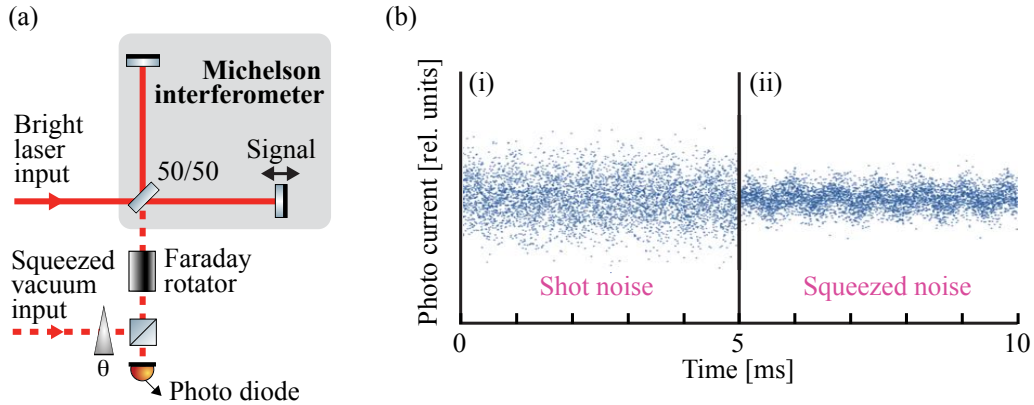 (a)
Michelson
interferometer
Bright
laser
input
50/50
Signal
Squeezed
vacuum
input
Faraday
rotator
θ
Photo diode
(b)
(i)
(ii)
Photo current [rel. units]
Shot noise
Squeezed noise
0
5
10
Time [ms]